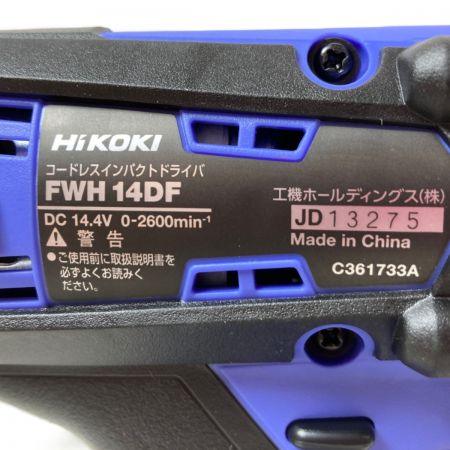 HiKOKI
コードレスインパクトドライバ
FWH 14DF
DC 14.4V 0-2600min⁻¹
⚠ 警告
●ご使用前に取扱説明書を
必ずよくお読みく
ださい。
工機ホールディングス(株)
JD13275
Made in China
C361733A